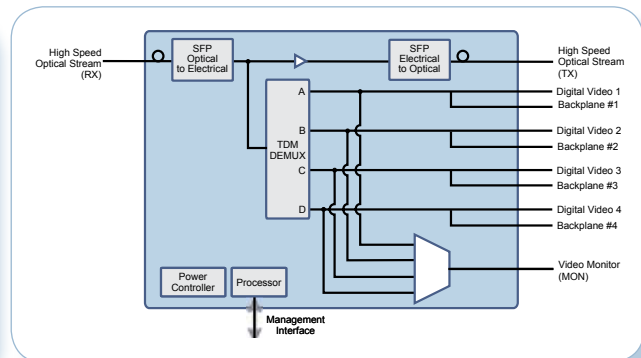 High Speed
Optical Stream
(RX)
SFP
Optical
to Electrical
SFP
Electrical
to Optical
High Speed
Optical Stream
(TX)
A
Digital Video 1
Backplane #1
B
Digital Video 2
Backplane #2
TDM
DEMUX
C
Digital Video 3
Backplane #3
D
Digital Video 4
Backplane #4
Video Monitor
(MON)
Power
Controller
Processor
Management
Interface